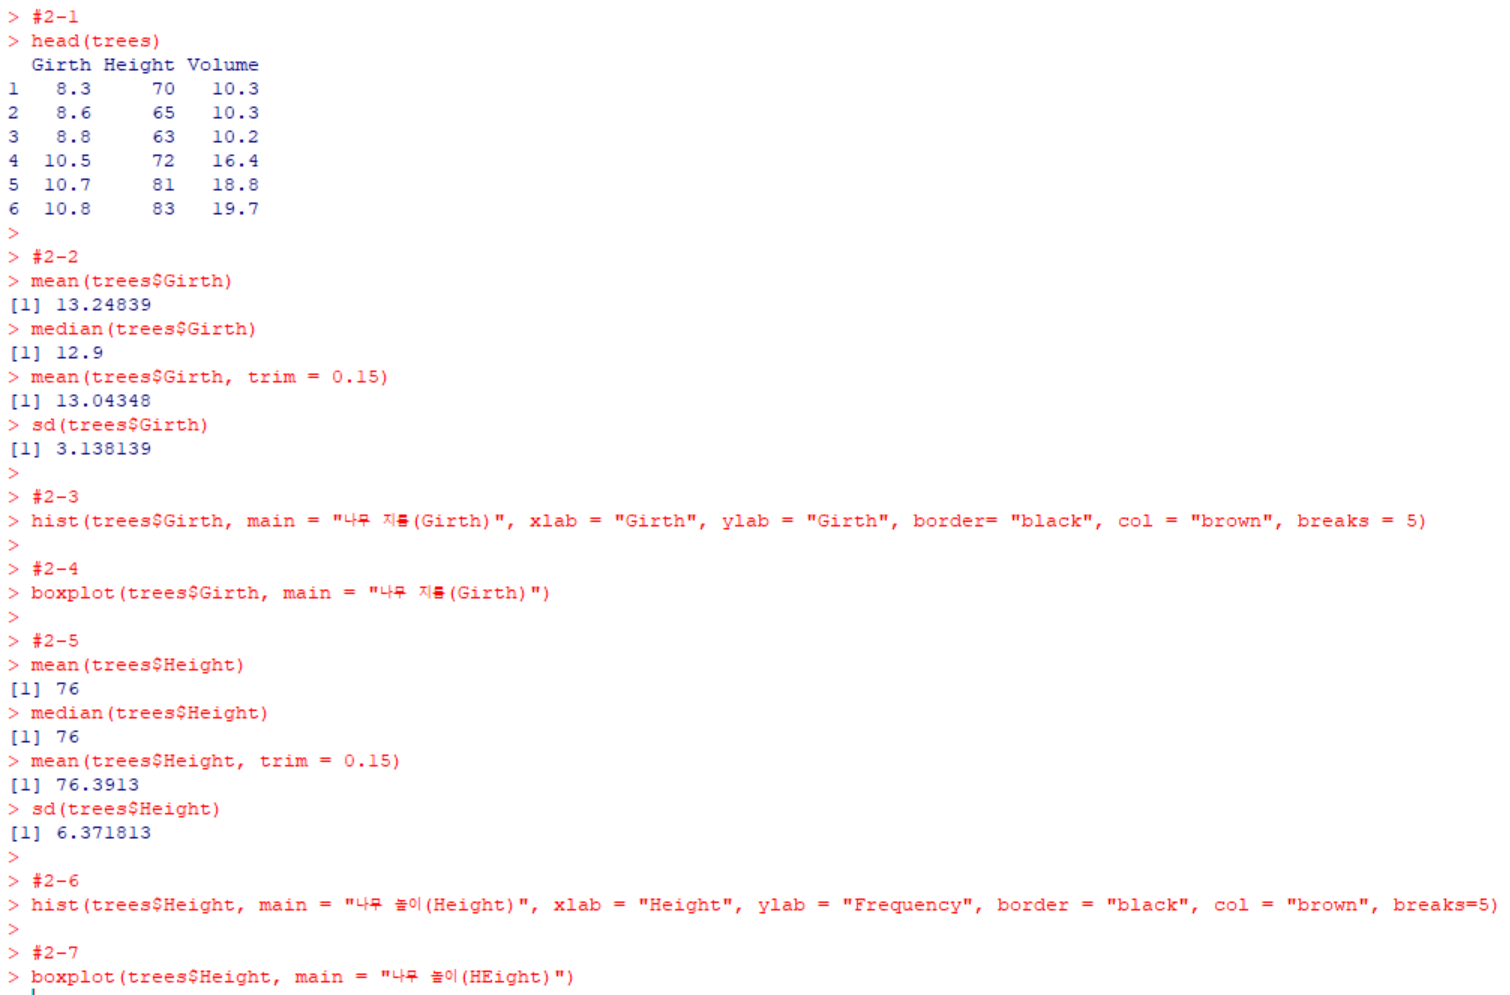 > #2-1
> head(trees)
  Girth Height Volume
1   8.3     70   10.3
2   8.6     65   10.3
3   8.8     63   10.2
4  10.5     72   16.4
5  10.7     81   18.8
6  10.8     83   19.7
>
> #2-2
> mean(trees$Girth)
[1] 13.24839
> median(trees$Girth)
[1] 12.9
> mean(trees$Girth, trim = 0.15)
[1] 13.04348
> sd(trees$Girth)
[1] 3.138139
>
> #2-3
> hist(trees$Girth, main = "나무 지름(Girth)", xlab = "Girth", ylab = "Girth", border= "black", col = "brown", breaks = 5)
>
> #2-4
> boxplot(trees$Girth, main = "나무 지름(Girth)")
>
> #2-5
> mean(trees$Height)
[1] 76
> median(trees$Height)
[1] 76
> mean(trees$Height, trim = 0.15)
[1] 76.3913
> sd(trees$Height)
[1] 6.371813
>
> #2-6
> hist(trees$Height, main = "나무 높이(Height)", xlab = "Height", ylab = "Frequency", border = "black", col = "brown", breaks=5)
>
> #2-7
> boxplot(trees$Height, main = "나무 높이(HEight)")